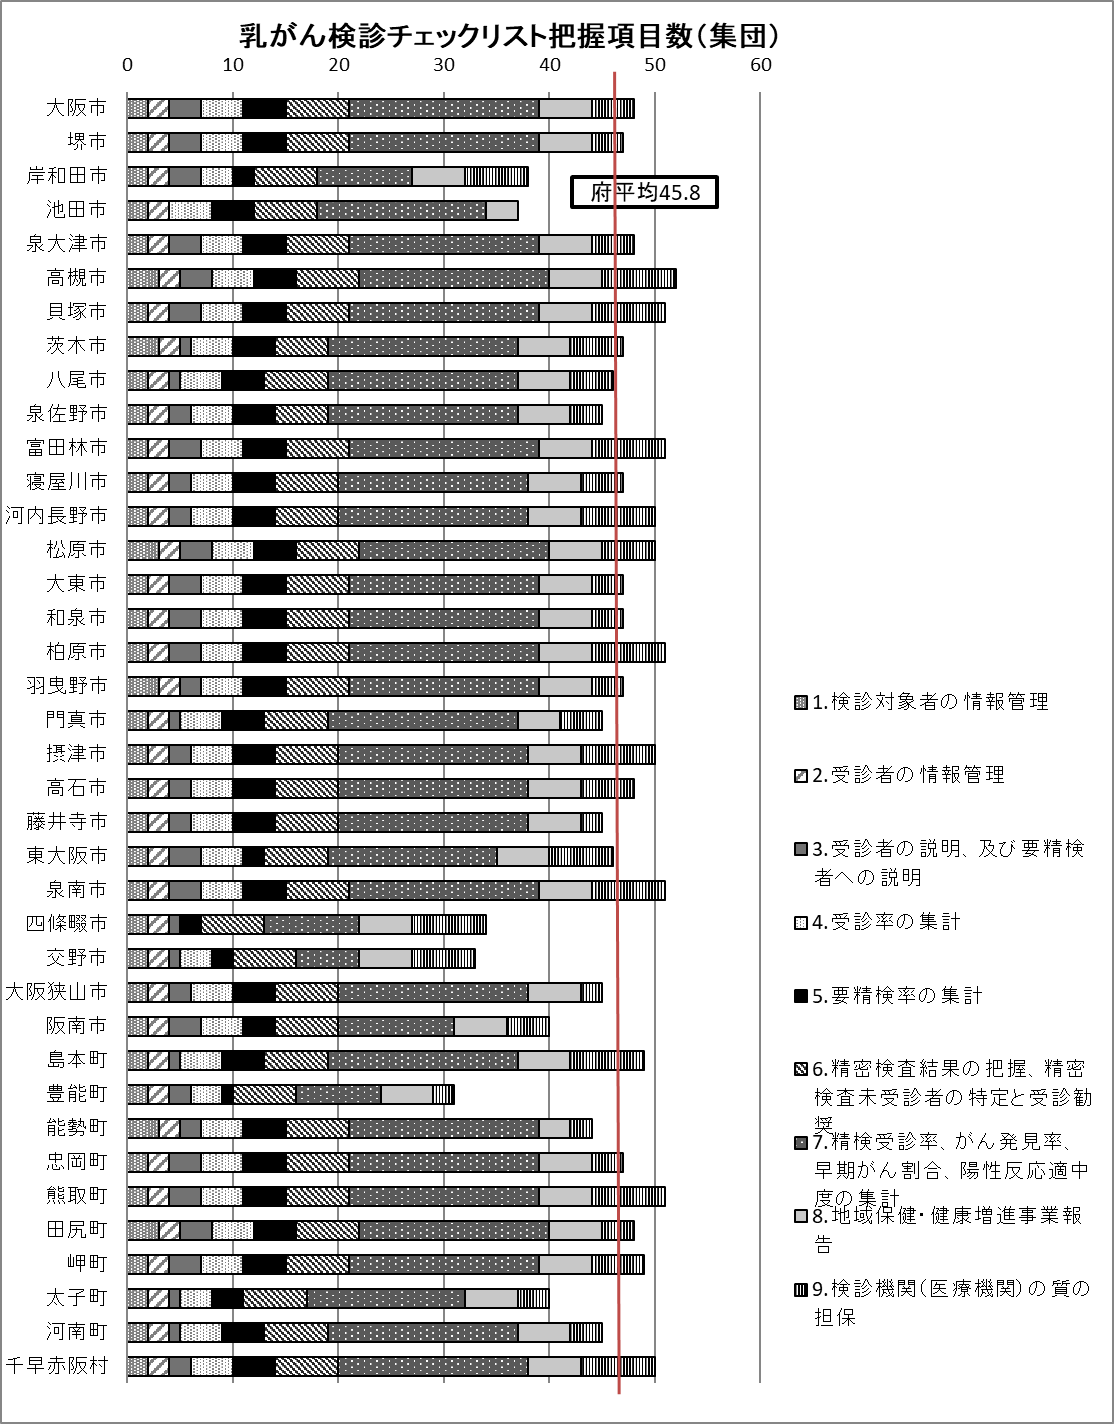 乳がん検診チェックリスト把握項目数（集団）
0 10 20 30 40 50 60
大阪市
堺市
岸和田市
府平均45.8
池田市
泉大津市
高槻市
貝塚市
茨木市
八尾市
泉佐野市
富田林市
寝屋川市
河内長野市
松原市
大東市
和泉市
柏原市
羽曳野市
門真市
摂津市
高石市
藤井寺市
東大阪市
泉南市
四條畷市
交野市
大阪狭山市
阪南市
島本町
豊能町
能勢町
忠岡町
熊取町
田尻町
岬町
太子町
河南町
千早赤阪村
1.検診対象者の情報管理
2.受診者の情報管理
3.受診者の説明、及び要精検
者への説明
4.受診率の集計
5.要精検率の集計
6.精密検査結果の把握、精密
検査未受診者の特定と受診勧
奨
7.精検受診率、がん発見率、
早期がん割合、陽性反応適中
度の集計
8.地域保健・健康増進事業報
告
9.検診機関（医療機関）の質の
担保